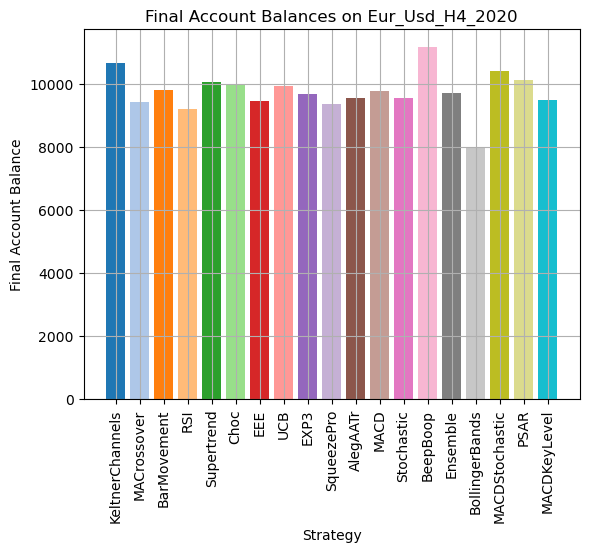 Final Account Balances on Eur_Usd_H4_2020
Final Account Balance
10000
8000
6000
4000
2000
0
KeltnerChannels
MACrossover
BarMovement
RSI
Supertrend
Choc
EEE
UCB
EXP3
SqueezePro
AlegAATr
MACD
Stochastic
BeepBoop
Ensemble
BollingerBands
MACDStochastic
PSAR
MACDKeyLevel
Strategy